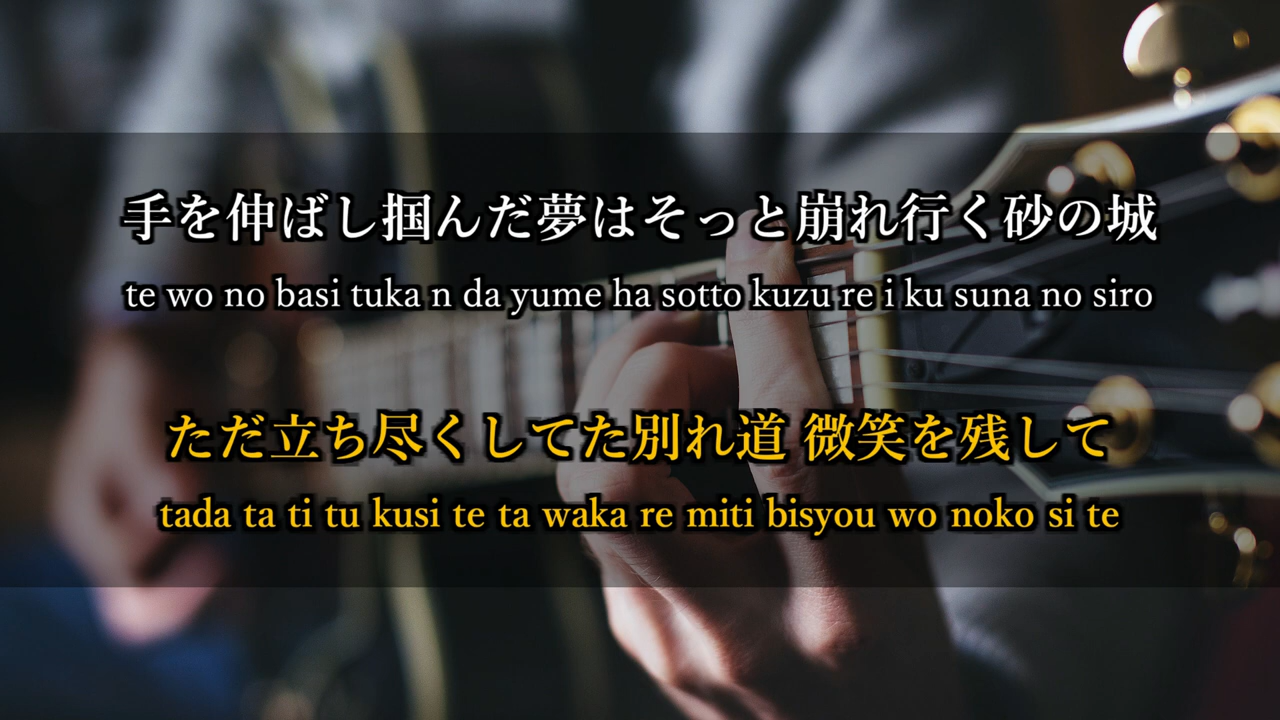 手を伸ばし掴んだ夢はそっと崩れ行く砂の城
te wo no basi tuka n da yume ha sotto kuzu re i ku suna no siro
ただ立ち尽くしてた別れ道 微笑を残して
tada ta ti tu kusi te ta waka re miti bisyou wo noko si te